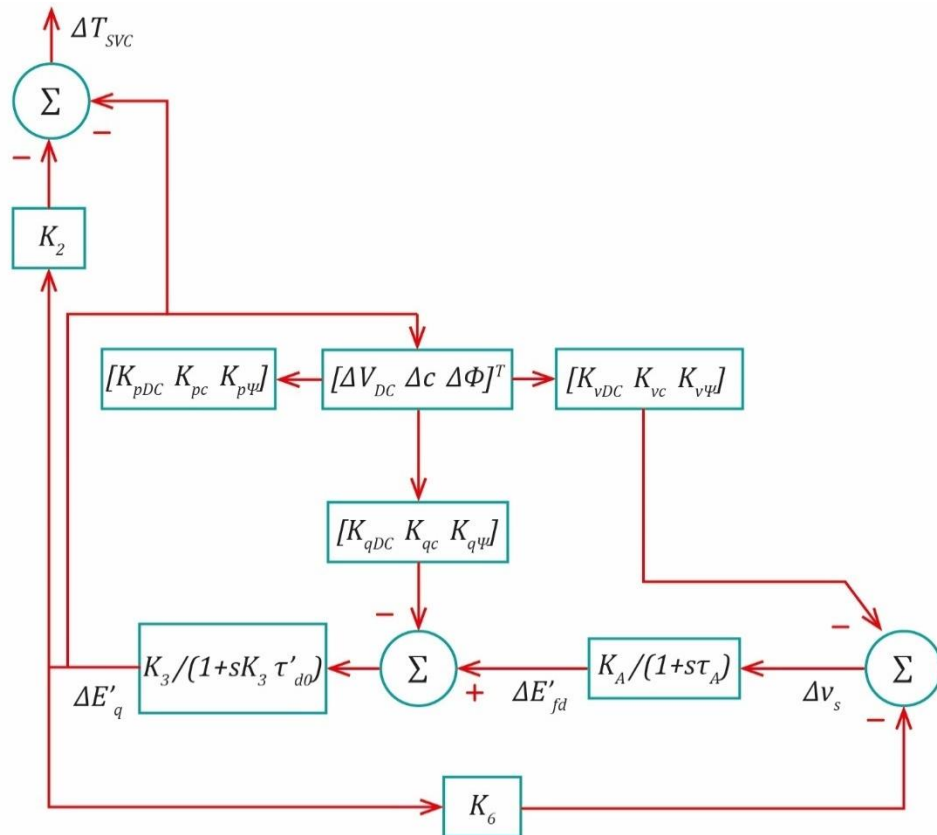 ΔT_SVC
Σ
−
−
K_2
[K_pDC K_pc K_pΨ]
[ΔV_DC Δc ΔΦ]^T
[K_vDC K_vc K_vΨ]
[K_qDC K_qc K_qΨ]
−
−
K_3/(1+sK_3 τ'_d0)
Σ
K_A/(1+sτ_A)
Σ
ΔE'_q
+
ΔE'_fd
Δv_s
−
K_6